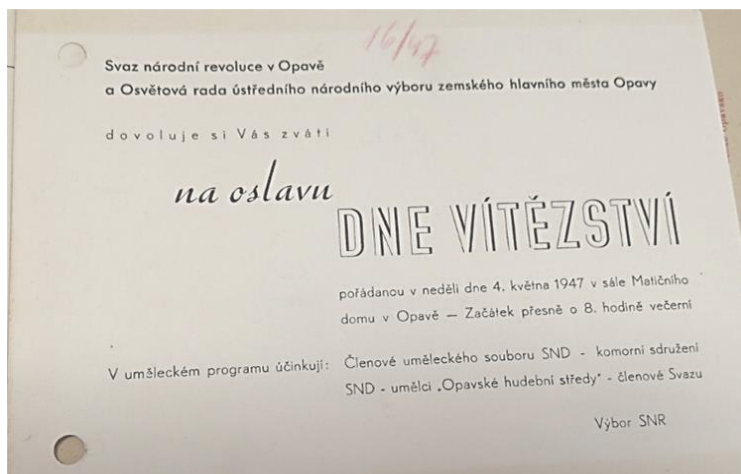 16/47
Svaz národní revoluce v Opavě
a Osvětová rada ústředního národního výboru zemského hlavního města Opavy
dovoluje si Vás zváti
na oslavu
DNE VÍTĚZSTVÍ
pořádanou v neděli dne 4. května 1947 v sále Matičního
domu v Opavě — Začátek přesně o 8. hodině večerní
V uměleckém programu účinkují: Členové uměleckého souboru SND - komorní sdružení
SND - umělci „Opavské hudební středy" - členové Svazu
Výbor SNR